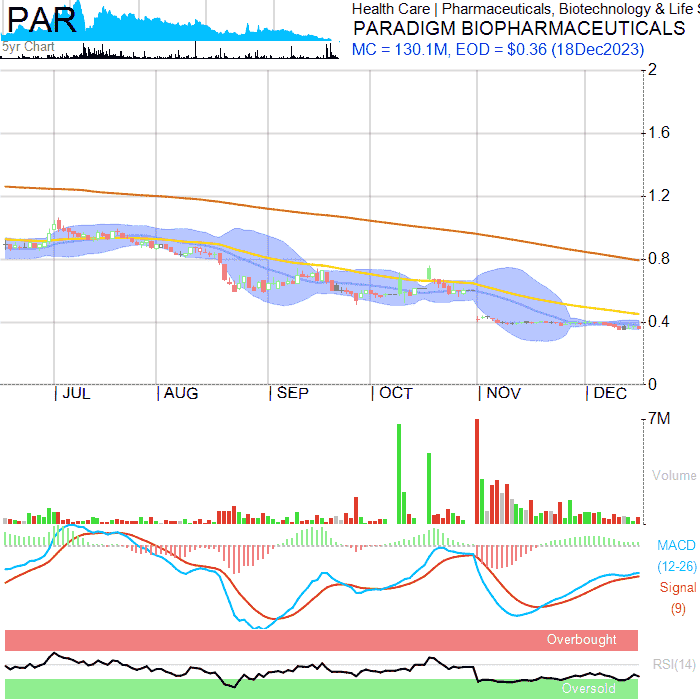 PAR
5yr Chart
Health Care | Pharmaceuticals, Biotechnology & Life S
PARADIGM BIOPHARMACEUTICALS
MC = 130.1M, EOD = $0.36 (18Dec2023)
2
1.6
1.2
0.8
0.4
0
JUL AUG SEP OCT NOV DEC
7M
Volume
MACD
(12-26)
Signal
(9)
Overbought
RSI(14)
Oversold